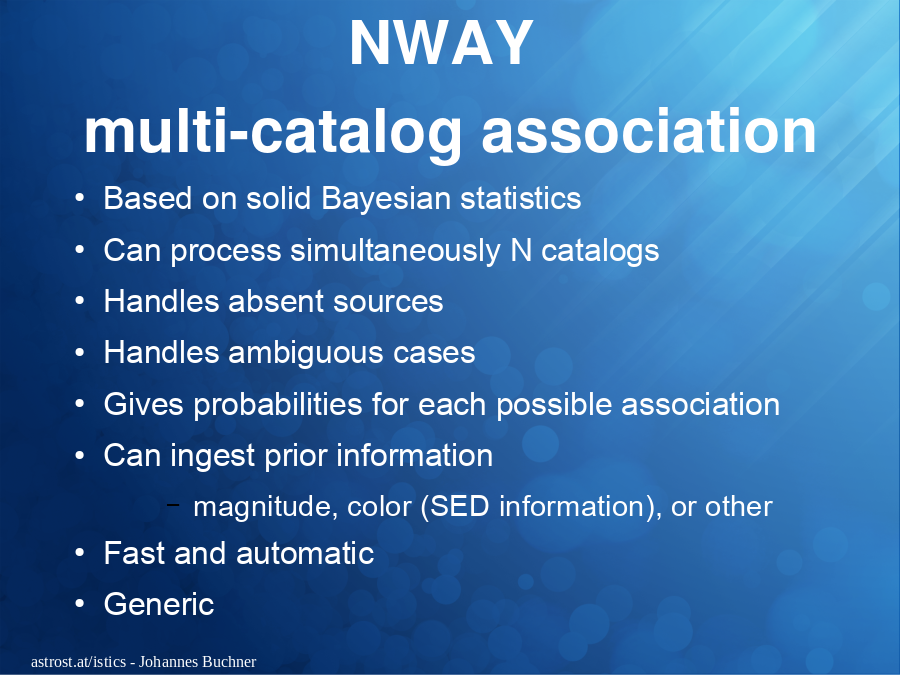 NWAY
multi-catalog association
• Based on solid Bayesian statistics
• Can process simultaneously N catalogs
• Handles absent sources
• Handles ambiguous cases
• Gives probabilities for each possible association
• Can ingest prior information
– magnitude, color (SED information), or other
• Fast and automatic
• Generic
astrost.at/istics - Johannes Buchner